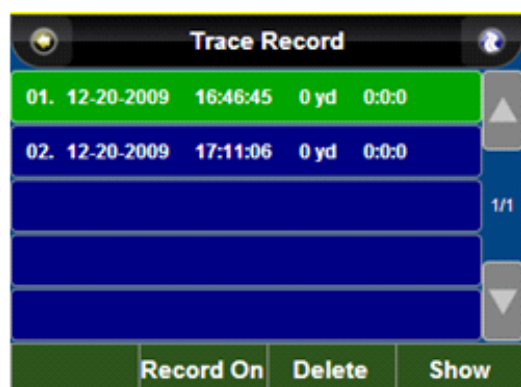 Trace Record
01. 12-20-2009 16:46:45 0 yd 0:0:0
02. 12-20-2009 17:11:06 0 yd 0:0:0
1/1
Record On Delete Show